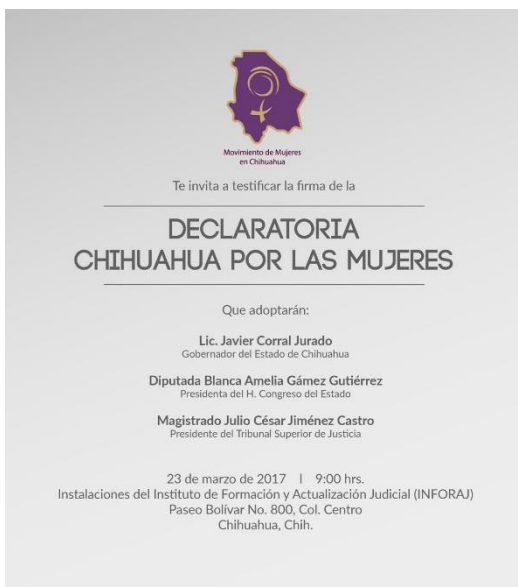 Movimiento de Mujeres
en Chihuahua
Te invita a testificar la firma de la
DECLARATORIA
CHIHUAHUA POR LAS MUJERES
Que adoptarán:
Lic. Javier Corral Jurado
Gobernador del Estado de Chihuahua
Diputada Blanca Amelia Gámez Gutiérrez
Presidenta del H. Congreso del Estado
Magistrado Julio César Jiménez Castro
Presidente del Tribunal Superior de Justicia
23 de marzo de 2017 | 9:00 hrs.
Instalaciones del Instituto de Formación y Actualización Judicial (INFORAJ)
Paseo Bolívar No. 800, Col. Centro
Chihuahua, Chih.